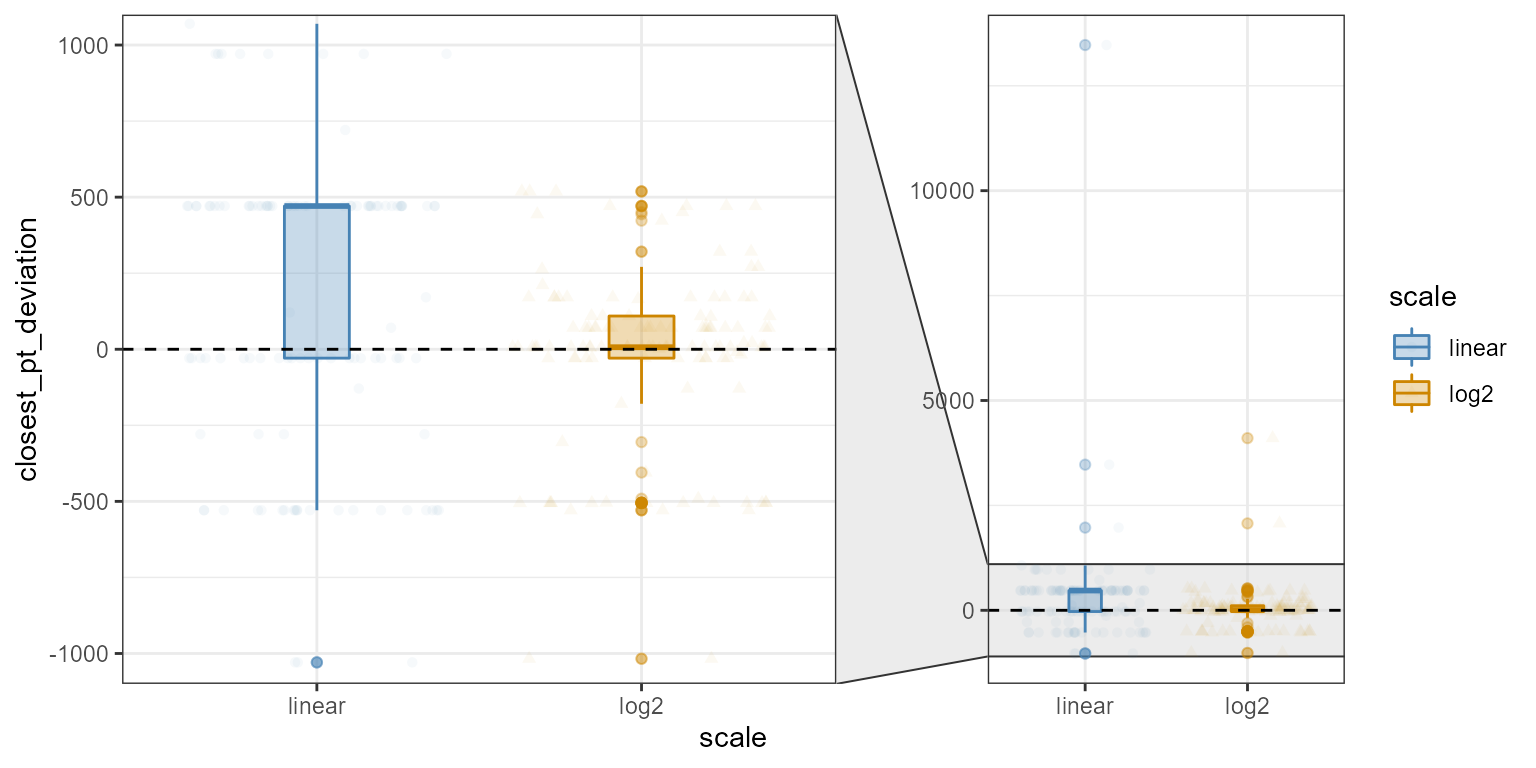 closest_pt_deviation
1000
500
0
-500
-1000
linear
log2
10000
5000
0
linear
log2
scale
scale
linear
log2